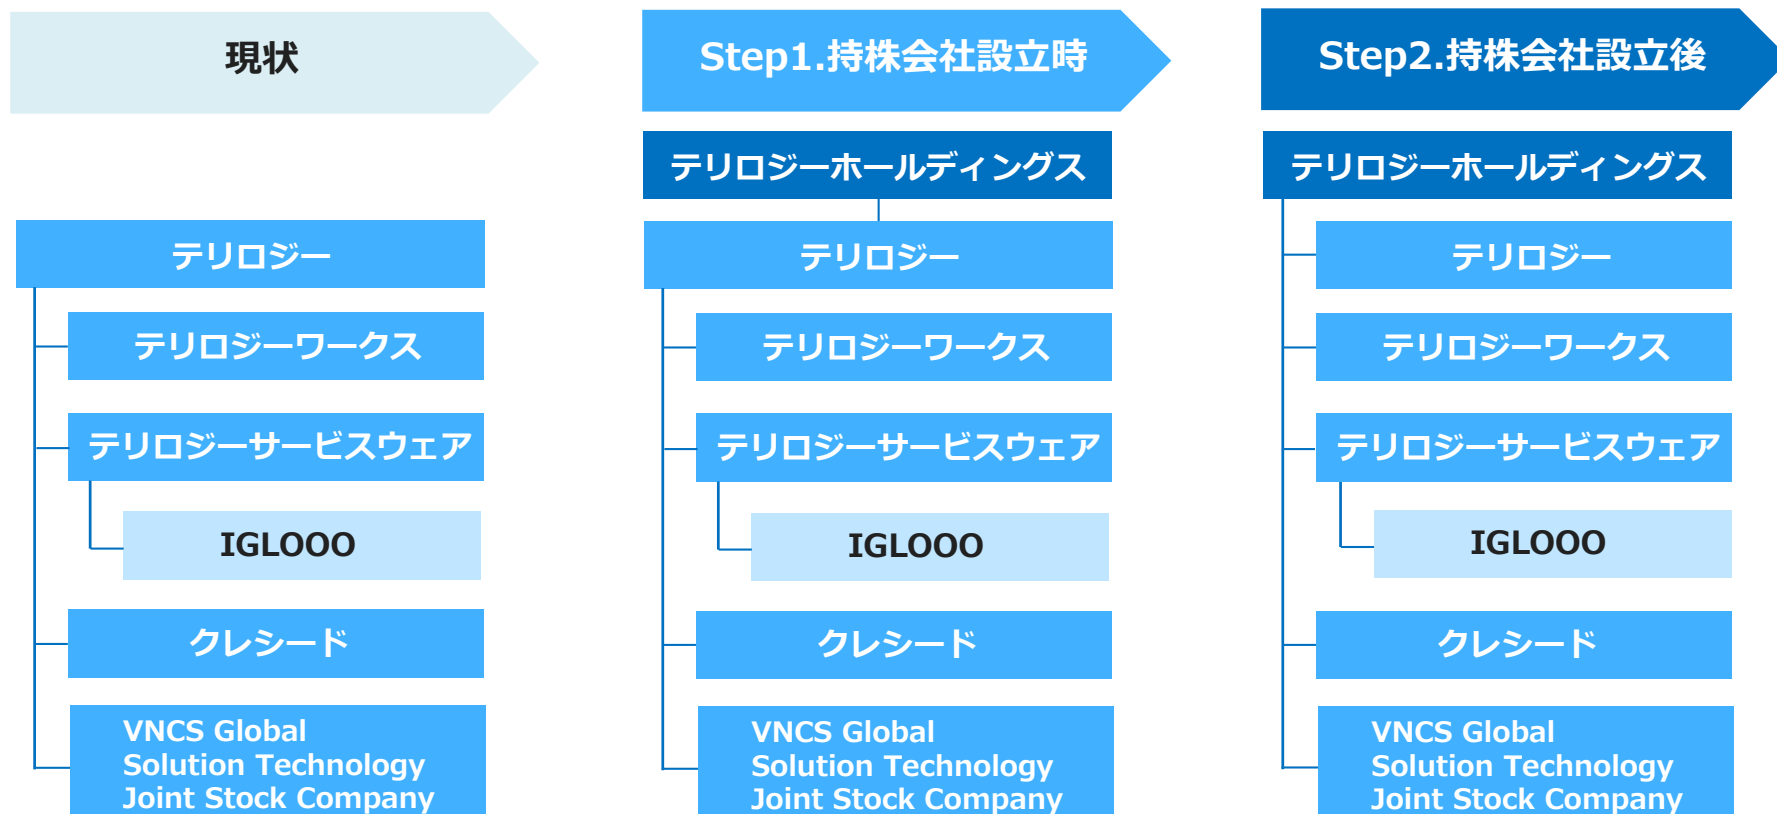 現状
テリロジー
テリロジーワークス
テリロジーサービスウェア
IGLOOO
クレシード
VNCS Global
Solution Technology
Joint Stock Company
Step1.持株会社設立時
テリロジーホールディングス
テリロジー
テリロジーワークス
テリロジーサービスウェア
IGLOOO
クレシード
VNCS Global
Solution Technology
Joint Stock Company
Step2.持株会社設立後
テリロジーホールディングス
テリロジー
テリロジーワークス
テリロジーサービスウェア
IGLOOO
クレシード
VNCS Global
Solution Technology
Joint Stock Company